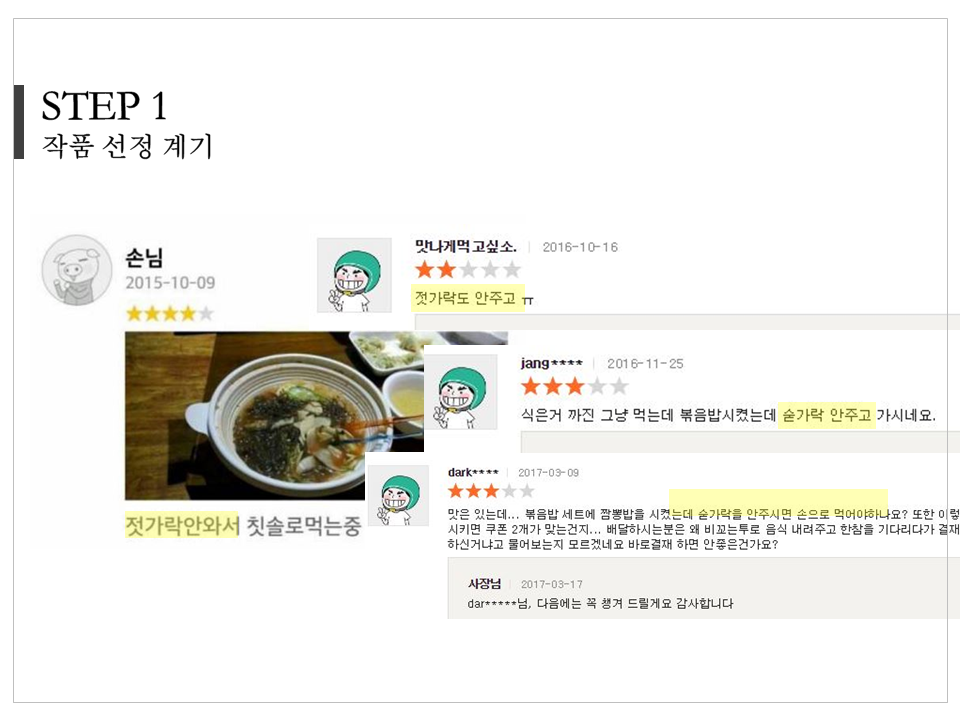 STEP 1
작품 선정 계기
손님
2015-10-09
젓가락안와서 칫솔로먹는중
맛나게먹고싶소. 2016-10-16
젓가락도 안주고 ㅠ
jang**** 2016-11-25
식은거 까진 그냥 먹는데 볶음밥시켰는데 숟가락 안주고 가시네요.
dark**** 2017-03-09
맛은 있는데... 볶음밥 세트에 짬뽕밥을 시켰는데 숟가락을 안주시면 손으로 먹어야하나요? 또한 이렇
시키면 쿠폰 2개가 맞는건지... 배달하시는분은 왜 비꼬는투로 음식 내려주고 한참을 기다리다가 결재
하신거냐고 물어보는지 모르겠네요 바로결재 하면 안좋은건가요?
사장님 2017-03-17
dar*****님, 다음에는 꼭 챙겨 드릴게요 감사합니다